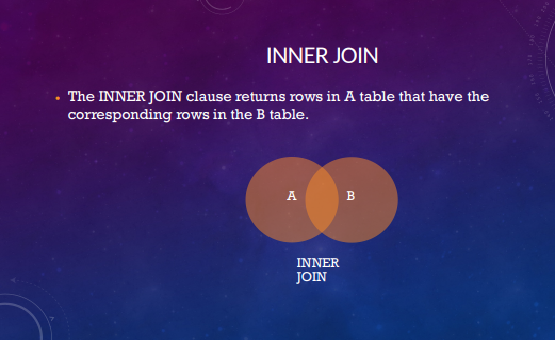 INNER JOIN
The INNER JOIN clause returns rows in A table that have the
corresponding rows in the B table.
A B
INNER
JOIN